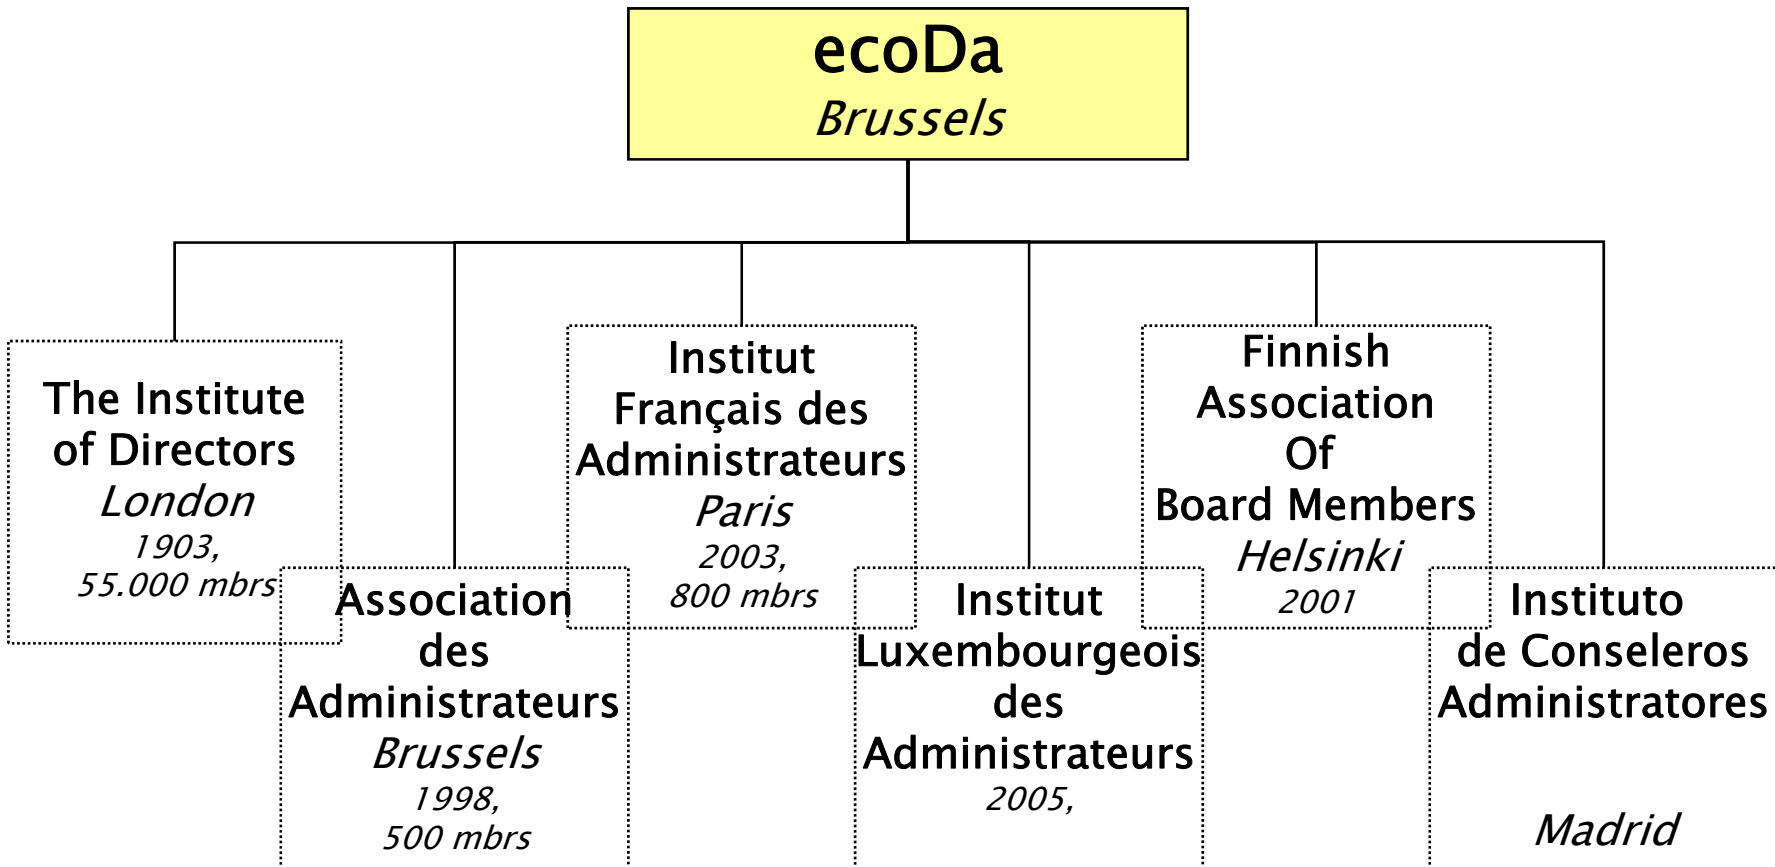 ecoDa
Brussels
The Institute
of Directors
London
1903,
55.000 mbrs
Association
des
Administrateurs
Brussels
1998,
500 mbrs
Institut
Français des
Administrateurs
Paris
2003,
800 mbrs
Institut
Luxembourgeois
des
Administrateurs
2005,
Finnish
Association
Of
Board Members
Helsinki
2001
Instituto
de Conseleros
Administratores
Madrid